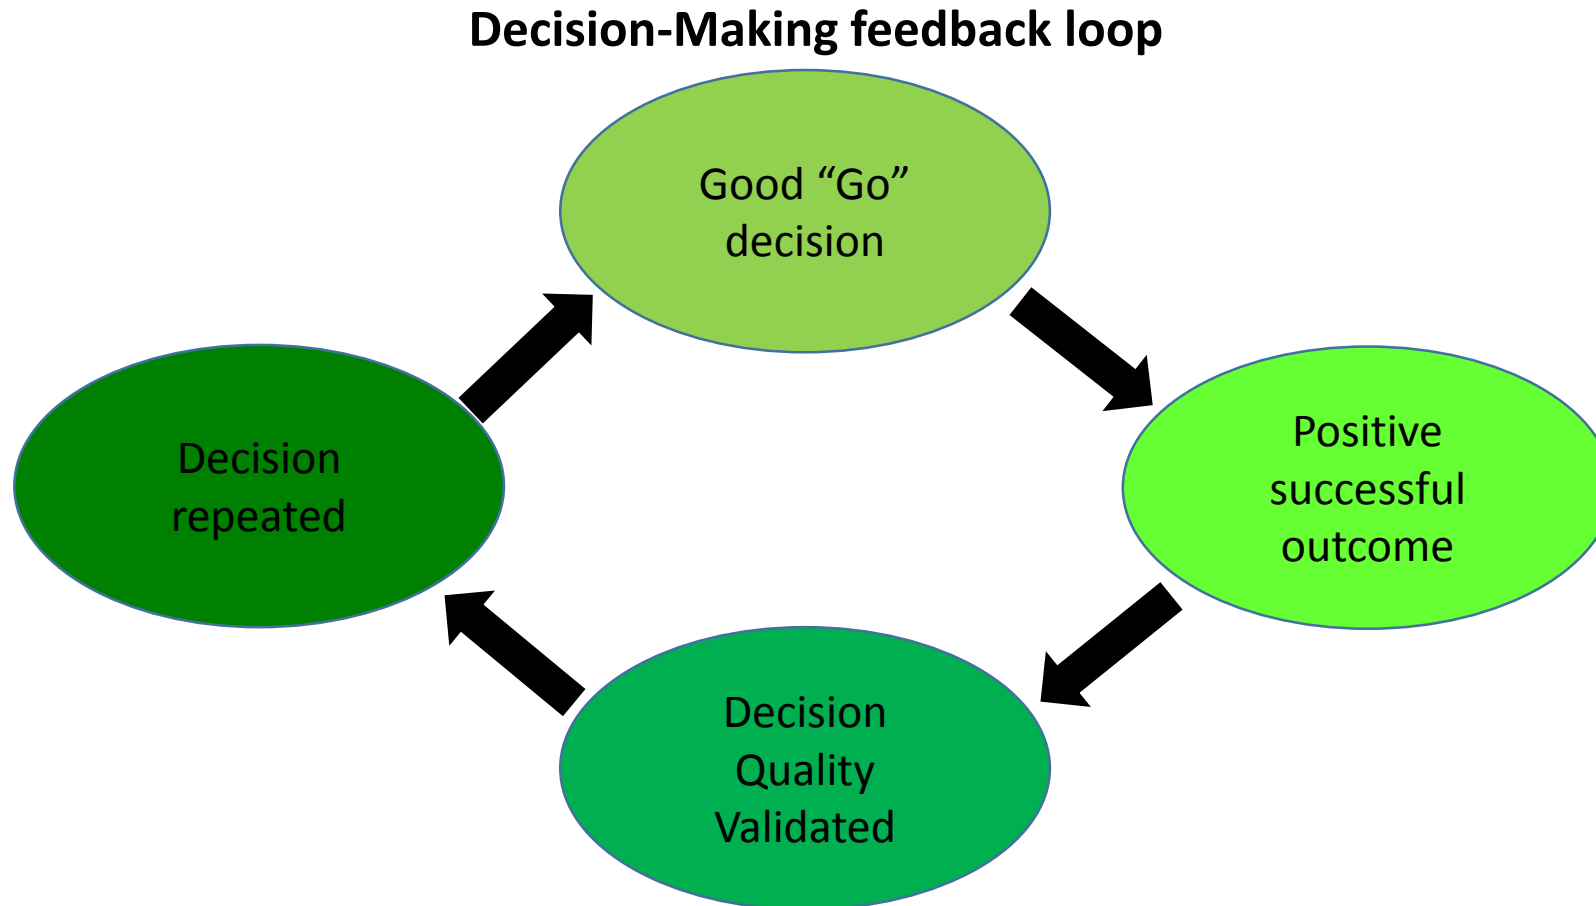 Decision-Making feedback loop
Good “Go”
decision
Positive
successful
outcome
Decision
repeated
Decision
Quality
Validated